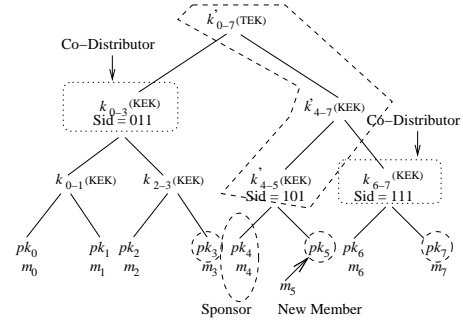 k'0−7(TEK)
Co−Distributor
k0−3(KEK)
Sid = 011
k'4−7(KEK)
Co−Distributor
k0−1(KEK) k2−3(KEK) k'4−5(KEK) k6−7(KEK)
Sid = 101 Sid = 111
pk0 pk1 pk2 pk3 pk4 pk5 pk6 pk7
m0 m1 m2 m3 m4 m5 m6 m7
Sponsor New Member